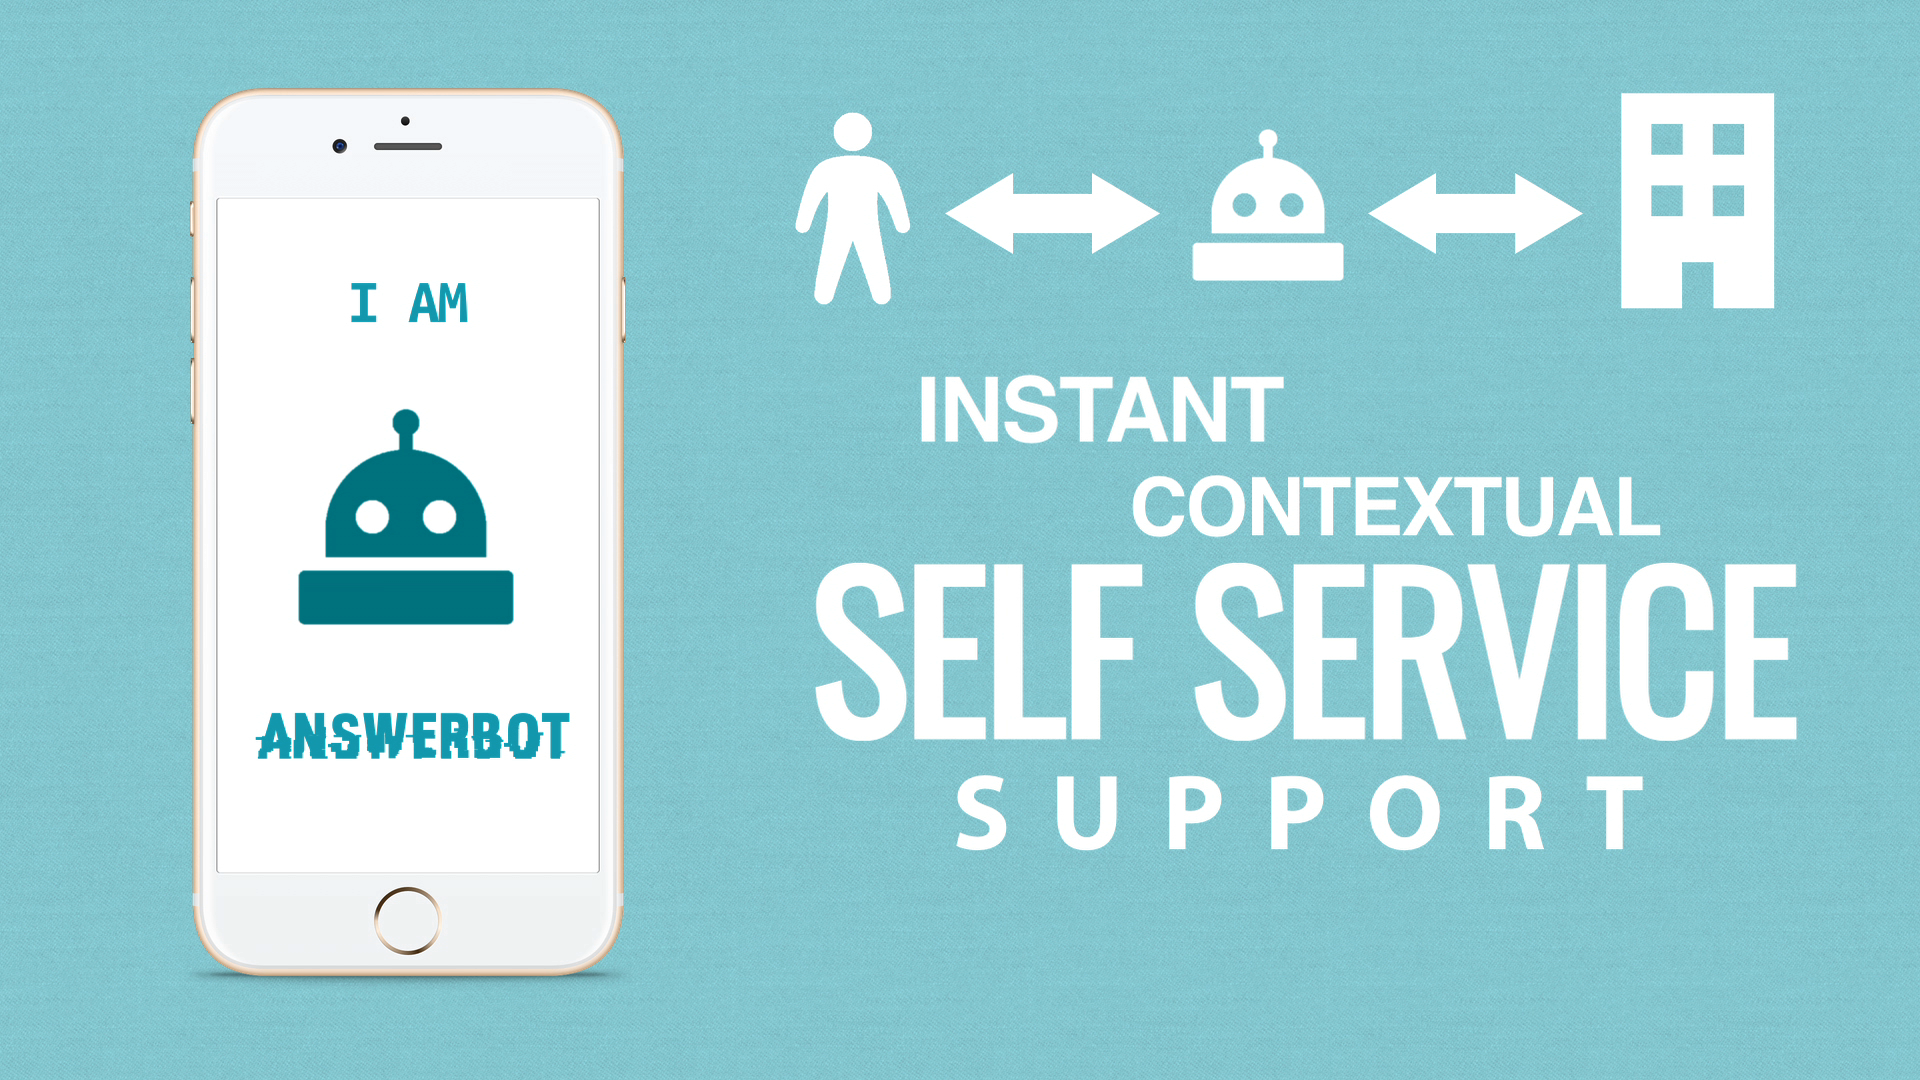 I AM
ANSWERBOT
INSTANT
CONTEXTUAL
SELF SERVICE
SUPPORT